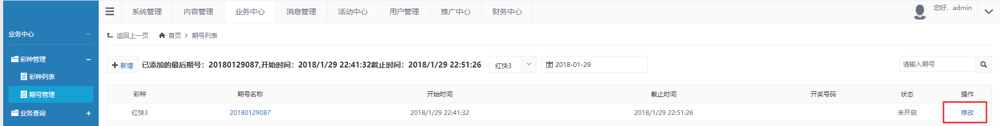 系统管理 内容管理 业务中心 消息管理 活动中心 用户管理 推广中心 财务中心 您好，admin
业务中心
返回上一页 首页 期号列表
彩种管理
彩种列表
期号管理
业务查询
新增 已添加的最后期号：20180129087,开始时间：2018/1/29 22:41:32截止时间：2018/1/29 22:51:26 红快3 2018-01-29 请输入期号
彩种 期号名称 开始时间 截止时间 开奖号码 状态 操作
红快3 20180129087 2018/1/29 22:41:32 2018/1/29 22:51:26 未开启 修改